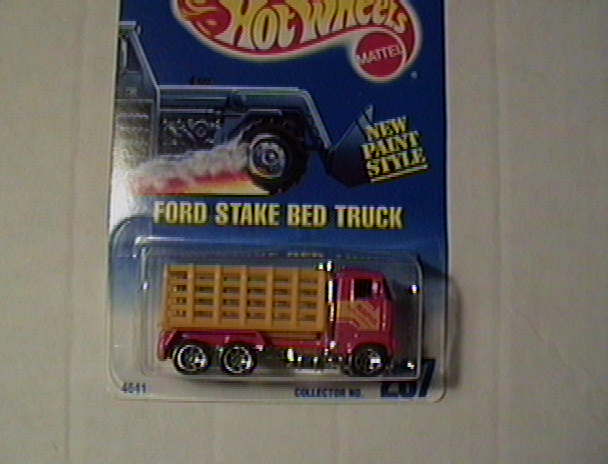 Hot Wheels
MATTEL
®
NEW
PAINT
STYLE
FORD STAKE BED TRUCK
4041
COLLECTOR NO.